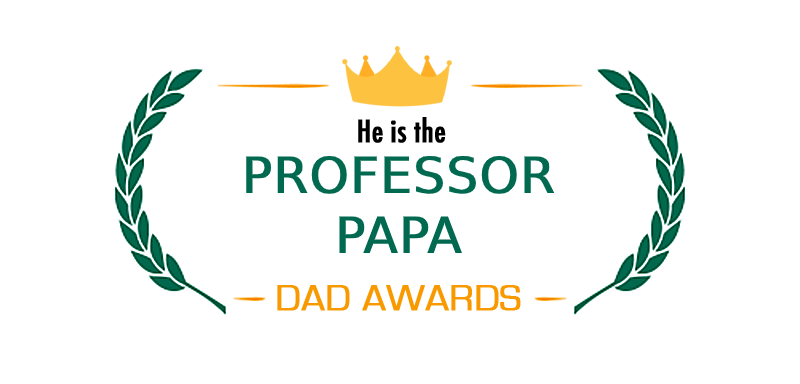 He is the
PROFESSOR
PAPA
DAD AWARDS